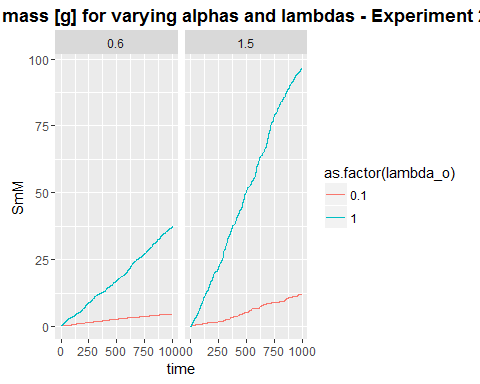 mass [g] for varying alphas and lambdas - Experiment
0.6
1.5
100
75
50
25
0
SmM
0 250 500 750 1000
0 250 500 750 1000
time
as.factor(lambda_o)
0.1
1